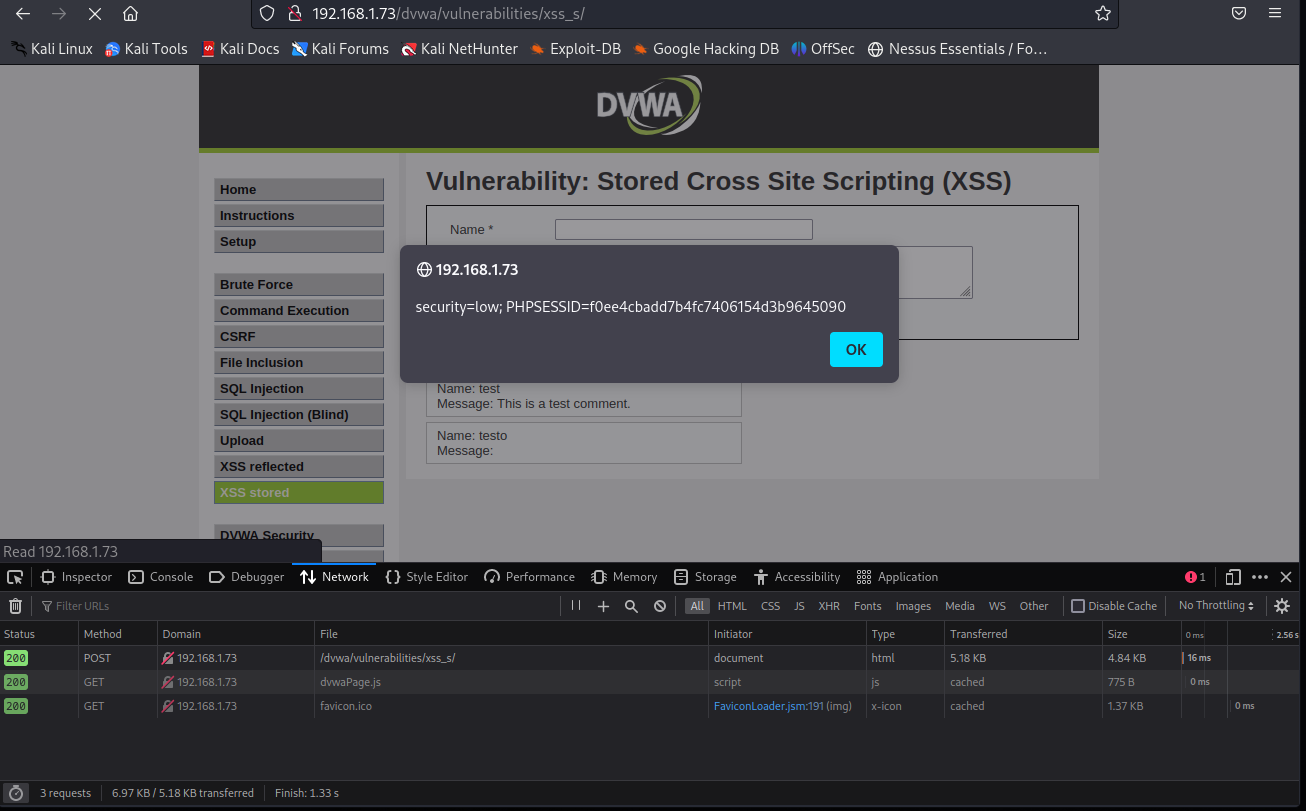 192.168.1.73/dvwa/vulnerabilities/xss_s/
Kali Linux Kali Tools Kali Docs Kali Forums Kali NetHunter Exploit-DB Google Hacking DB OffSec Nessus Essentials / Fo…
DVWA
Home
Instructions
Setup
Brute Force
Command Execution
CSRF
File Inclusion
SQL Injection
SQL Injection (Blind)
Upload
XSS reflected
XSS stored
DVWA Security
Vulnerability: Stored Cross Site Scripting (XSS)
Name *
192.168.1.73
security=low; PHPSESSID=f0ee4cbadd7b4fc7406154d3b9645090
OK
Name: test
Message: This is a test comment.
Name: testo
Message:
Read 192.168.1.73
Inspector Console Debugger Network Style Editor Performance Memory Storage Accessibility Application 1
Filter URLs All HTML CSS JS XHR Fonts Images Media WS Other Disable Cache No Throttling
Status Method Domain File Initiator Type Transferred Size 0 ms 2.56 s
200 POST 192.168.1.73 /dvwa/vulnerabilities/xss_s/ document html 5.18 KB 4.84 KB 16 ms
200 GET 192.168.1.73 dvwaPage.js script js cached 775 B 0 ms
200 GET 192.168.1.73 favicon.ico FaviconLoader.jsm:191 (img) x-icon cached 1.37 KB 0 ms
3 requests 6.97 KB / 5.18 KB transferred Finish: 1.33 s